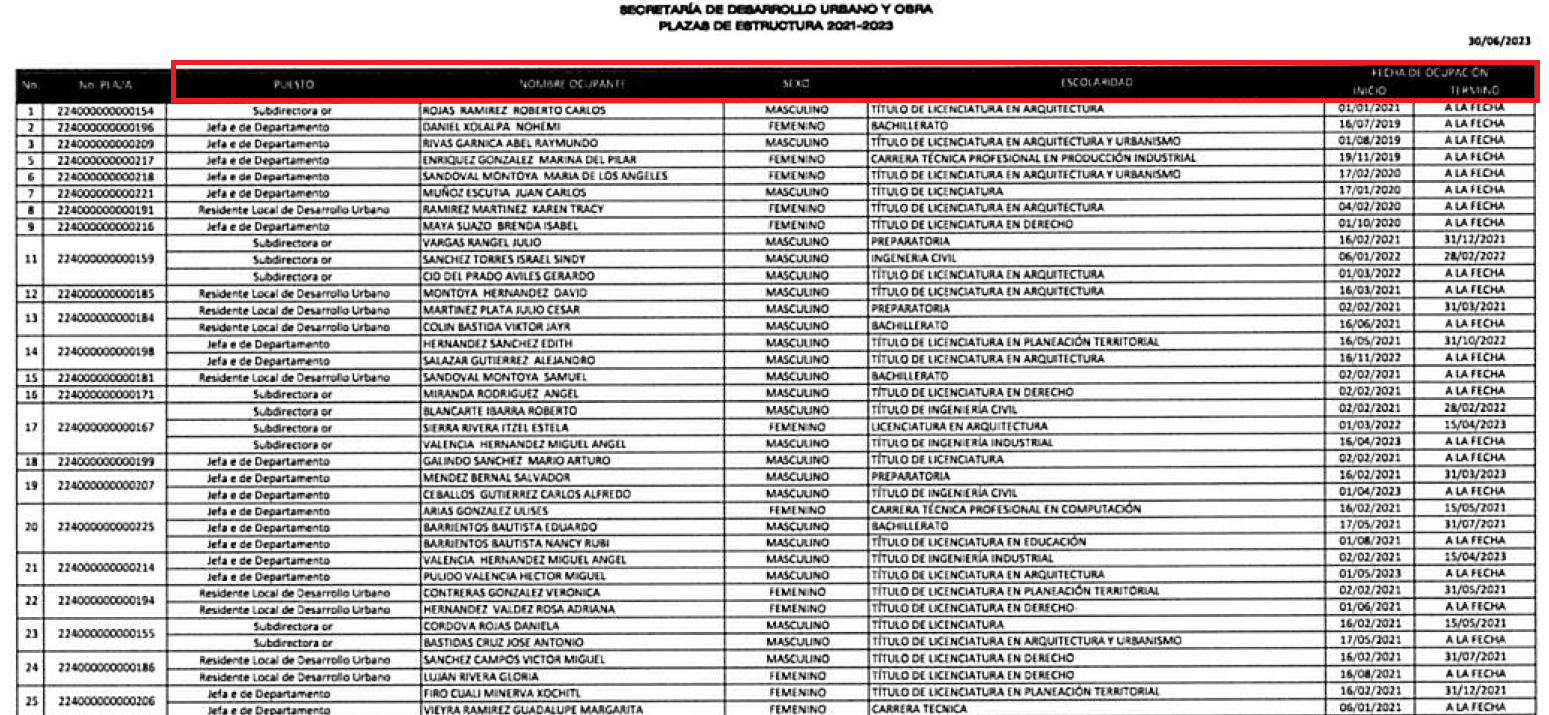 SECRETARÍA DE DESARROLLO URBANO Y OBRA
PLAZAS DE ESTRUCTURA 2021-2023
30/06/2023
No. No. PLAZA PUESTO NOMBRE OCUPANTE SEXO ESCOLARIDAD FECHA DE OCUPACIÓN
INICIO TERMINO
1 224000000000154 Subdirectora or ROJAS RAMIREZ ROBERTO CARLOS MASCULINO TÍTULO DE LICENCIATURA EN ARQUITECTURA 01/01/2021 A LA FECHA
2 224000000000196 Jefa e de Departamento DANIEL XOLALPA NOHEMI FEMENINO BACHILLERATO 16/07/2019 A LA FECHA
3 224000000000209 Jefa e de Departamento RIVAS GARNICA ABEL RAYMUNDO MASCULINO TÍTULO DE LICENCIATURA EN ARQUITECTURA Y URBANISMO 01/08/2019 A LA FECHA
5 224000000000217 Jefa e de Departamento ENRIQUEZ GONZALEZ MARINA DEL PILAR FEMENINO CARRERA TÉCNICA PROFESIONAL EN PRODUCCIÓN INDUSTRIAL 19/11/2019 A LA FECHA
6 224000000000218 Jefa e de Departamento SANDOVAL MONTOYA MARIA DE LOS ANGELES FEMENINO TÍTULO DE LICENCIATURA EN ARQUITECTURA Y URBANISMO 17/02/2020 A LA FECHA
7 224000000000221 Jefa e de Departamento MUÑOZ ESCUTIA JUAN CARLOS MASCULINO TÍTULO DE LICENCIATURA 17/01/2020 A LA FECHA
8 224000000000191 Residente Local de Desarrollo Urbano RAMIREZ MARTINEZ KAREN TRACY FEMENINO TÍTULO DE LICENCIATURA EN ARQUITECTURA 04/02/2020 A LA FECHA
9 224000000000216 Jefa e de Departamento MAYA SUAZO BRENDA ISABEL FEMENINO TÍTULO DE LICENCIATURA EN DERECHO 01/10/2020 A LA FECHA
11 224000000000159 Subdirectora or VARGAS RANGEL JULIO MASCULINO PREPARATORIA 16/02/2021 31/12/2021
Subdirectora or SANCHEZ TORRES ISRAEL SINDY MASCULINO INGENERIA CIVIL 06/01/2022 28/02/2022
Subdirectora or CID DEL PRADO AVILES GERARDO MASCULINO TÍTULO DE LICENCIATURA EN ARQUITECTURA 01/03/2022 A LA FECHA
12 224000000000185 Residente Local de Desarrollo Urbano MONTOYA HERNANDEZ DAVID MASCULINO TÍTULO DE LICENCIATURA EN ARQUITECTURA 16/03/2021 A LA FECHA
13 224000000000184 Residente Local de Desarrollo Urbano MARTINEZ PLATA JULIO CESAR MASCULINO PREPARATORIA 02/02/2021 31/03/2021
Residente Local de Desarrollo Urbano COLIN BASTIDA VIKTOR JAYR MASCULINO BACHILLERATO 16/06/2021 A LA FECHA
14 224000000000198 Jefa e de Departamento HERNANDEZ SANCHEZ EDITH MASCULINO TÍTULO DE LICENCIATURA EN PLANEACIÓN TERRITORIAL 16/05/2021 31/10/2022
Jefa e de Departamento SALAZAR GUTIERREZ ALEJANDRO MASCULINO TÍTULO DE LICENCIATURA EN ARQUITECTURA 16/11/2022 A LA FECHA
15 224000000000181 Residente Local de Desarrollo Urbano SANDOVAL MONTOYA SAMUEL MASCULINO BACHILLERATO 02/02/2021 A LA FECHA
16 224000000000171 Subdirectora or MIRANDA RODRIGUEZ ANGEL MASCULINO TÍTULO DE LICENCIATURA EN DERECHO 02/02/2021 A LA FECHA
17 224000000000167 Subdirectora or BLANCARTE IBARRA ROBERTO MASCULINO TÍTULO DE INGENIERÍA CIVIL 02/02/2021 28/02/2022
Subdirectora or SIERRA RIVERA ITZEL ESTELA FEMENINO LICENCIATURA EN ARQUITECTURA 01/03/2022 15/04/2023
Subdirectora or VALENCIA HERNANDEZ MIGUEL ANGEL MASCULINO TÍTULO DE INGENIERÍA INDUSTRIAL 16/04/2023 A LA FECHA
18 224000000000199 Jefa e de Departamento GALINDO SANCHEZ MARIO ARTURO MASCULINO TÍTULO DE LICENCIATURA 02/02/2021 A LA FECHA
19 224000000000207 Jefa e de Departamento MENDEZ BERNAL SALVADOR MASCULINO PREPARATORIA 16/02/2021 31/03/2023
Jefa e de Departamento CEBALLOS GUTIERREZ CARLOS ALFREDO MASCULINO TÍTULO DE INGENIERÍA CIVIL 01/04/2023 A LA FECHA
20 224000000000225 Jefa e de Departamento ARIAS GONZALEZ ULISES FEMENINO CARRERA TÉCNICA PROFESIONAL EN COMPUTACIÓN 16/02/2021 15/05/2021
Jefa e de Departamento BARRIENTOS BAUTISTA EDUARDO MASCULINO BACHILLERATO 17/05/2021 31/07/2021
Jefa e de Departamento BARRIENTOS BAUTISTA NANCY RUBI MASCULINO TÍTULO DE LICENCIATURA EN EDUCACIÓN 01/08/2021 A LA FECHA
21 224000000000214 Jefa e de Departamento VALENCIA HERNANDEZ MIGUEL ANGEL MASCULINO TÍTULO DE INGENIERÍA INDUSTRIAL 02/02/2021 15/04/2023
Jefa e de Departamento PULIDO VALENCIA HECTOR MIGUEL MASCULINO TÍTULO DE LICENCIATURA EN ARQUITECTURA 01/05/2023 A LA FECHA
22 224000000000194 Residente Local de Desarrollo Urbano CONTRERAS GONZALEZ VERONICA FEMENINO TÍTULO DE LICENCIATURA EN PLANEACIÓN TERRITORIAL 02/02/2021 31/05/2021
Residente Local de Desarrollo Urbano HERNANDEZ VALDEZ ROSA ADRIANA FEMENINO TÍTULO DE LICENCIATURA EN DERECHO 01/06/2021 A LA FECHA
23 224000000000155 Subdirectora or CORDOVA ROJAS DANIELA MASCULINO TÍTULO DE LICENCIATURA 16/02/2021 15/05/2021
Subdirectora or BASTIDAS CRUZ JOSE ANTONIO MASCULINO TÍTULO DE LICENCIATURA EN ARQUITECTURA Y URBANISMO 17/05/2021 A LA FECHA
24 224000000000186 Residente Local de Desarrollo Urbano SANCHEZ CAMPOS VICTOR MIGUEL MASCULINO TÍTULO DE LICENCIATURA EN DERECHO 16/02/2021 31/07/2021
Residente Local de Desarrollo Urbano LUJAN RIVERA GLORIA FEMENINO TÍTULO DE LICENCIATURA EN DERECHO 16/08/2021 A LA FECHA
25 224000000000206 Jefa e de Departamento FIRO CUALI MINERVA XOCHITL FEMENINO TÍTULO DE LICENCIATURA EN PLANEACIÓN TERRITORIAL 16/02/2021 31/12/2021
Jefa e de Departamento VIEYRA RAMIREZ GUADALUPE MARGARITA FEMENINO CARRERA TECNICA 06/01/2021 A LA FECHA